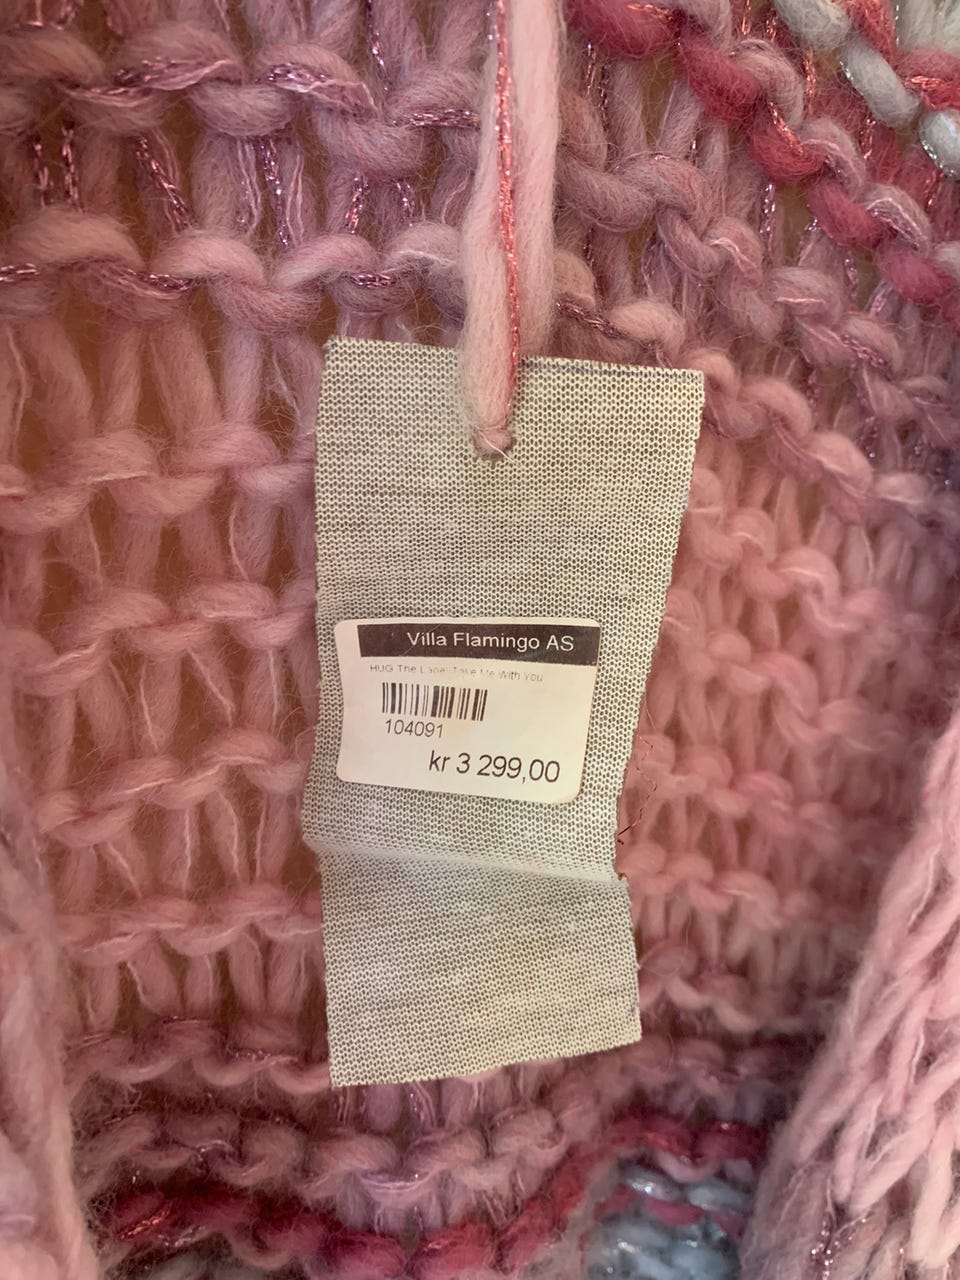 Villa Flamingo AS
HUG The Label Take Me With You
104091
kr 3 299,00